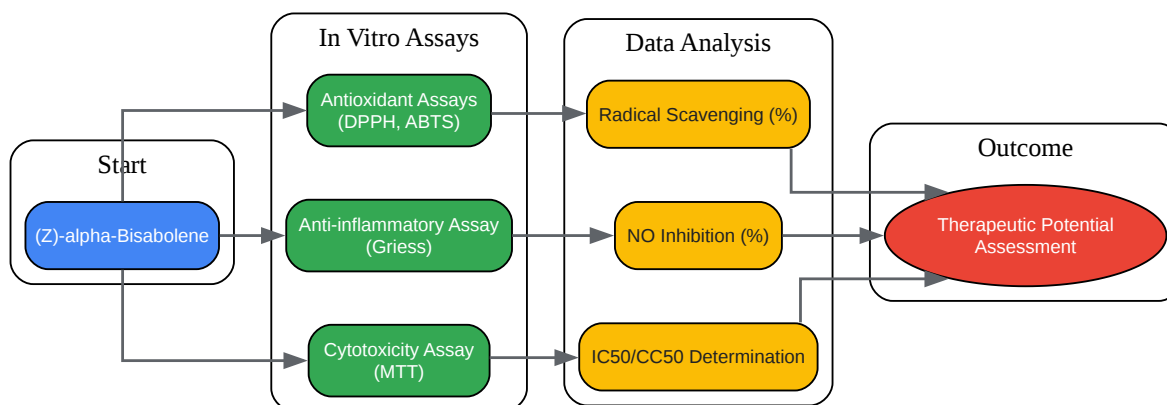 Start
(Z)-alpha-Bisabolene
In Vitro Assays
Antioxidant Assays
(DPPH, ABTS)
Anti-inflammatory Assay
(Griess)
Cytotoxicity Assay
(MTT)
Data Analysis
Radical Scavenging (%)
NO Inhibition (%)
IC50/CC50 Determination
Outcome
Therapeutic Potential
Assessment